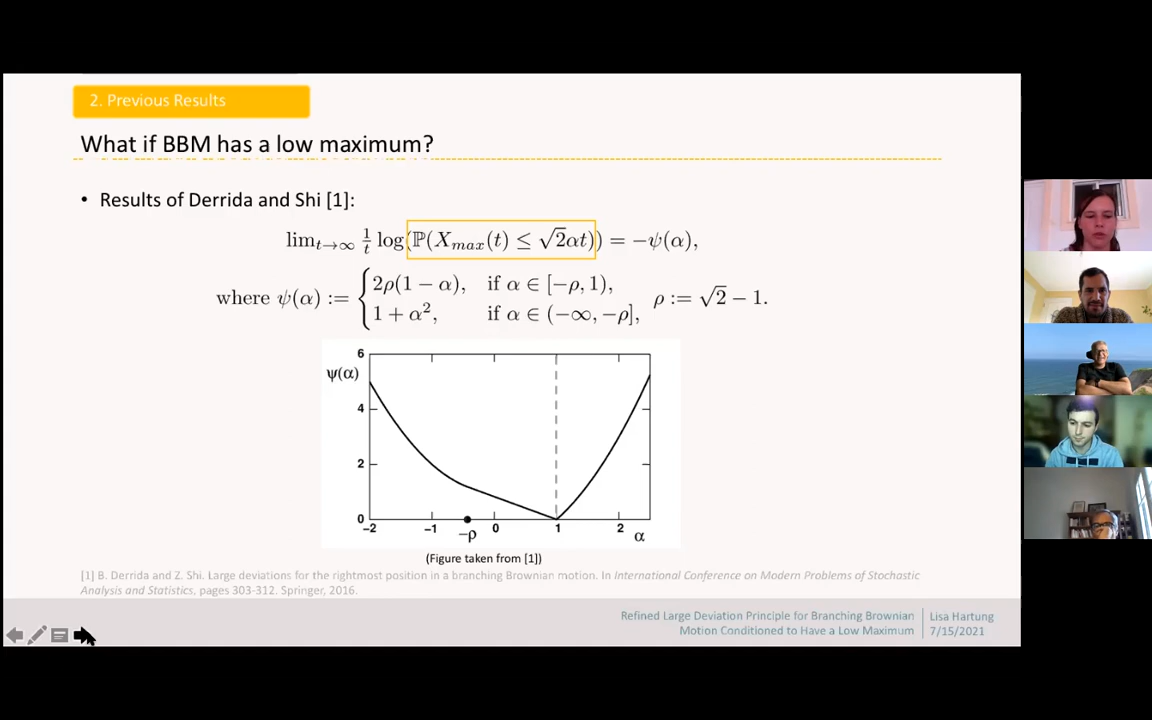 2. Previous Results
What if BBM has a low maximum?
• Results of Derrida and Shi [1]:
lim_{t→∞} 1/t log(ℙ(X_{max}(t) ≤ √2αt)) = −ψ(α),
where ψ(α) := { 2ρ(1 − α), if α ∈ [−ρ, 1),
1 + α², if α ∈ (−∞, −ρ], ρ := √2 − 1.
6
ψ(α)
4
2
0
−2 −1 −ρ 0 1 2 α
(Figure taken from [1])
[1] B. Derrida and Z. Shi. Large deviations for the rightmost position in a branching Brownian motion. In International Conference on Modern Problems of Stochastic
Analysis and Statistics, pages 303-312. Springer, 2016.
Refined Large Deviation Principle for Branching Brownian
Motion Conditioned to Have a Low Maximum
Lisa Hartung
7/15/2021